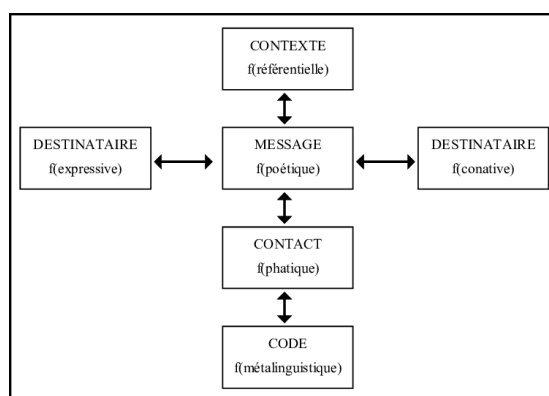 CONTEXTE
f(référentielle)
DESTINATAIRE
f(expressive)
MESSAGE
f(poétique)
DESTINATAIRE
f(conative)
CONTACT
f(phatique)
CODE
f(métalinguistique)